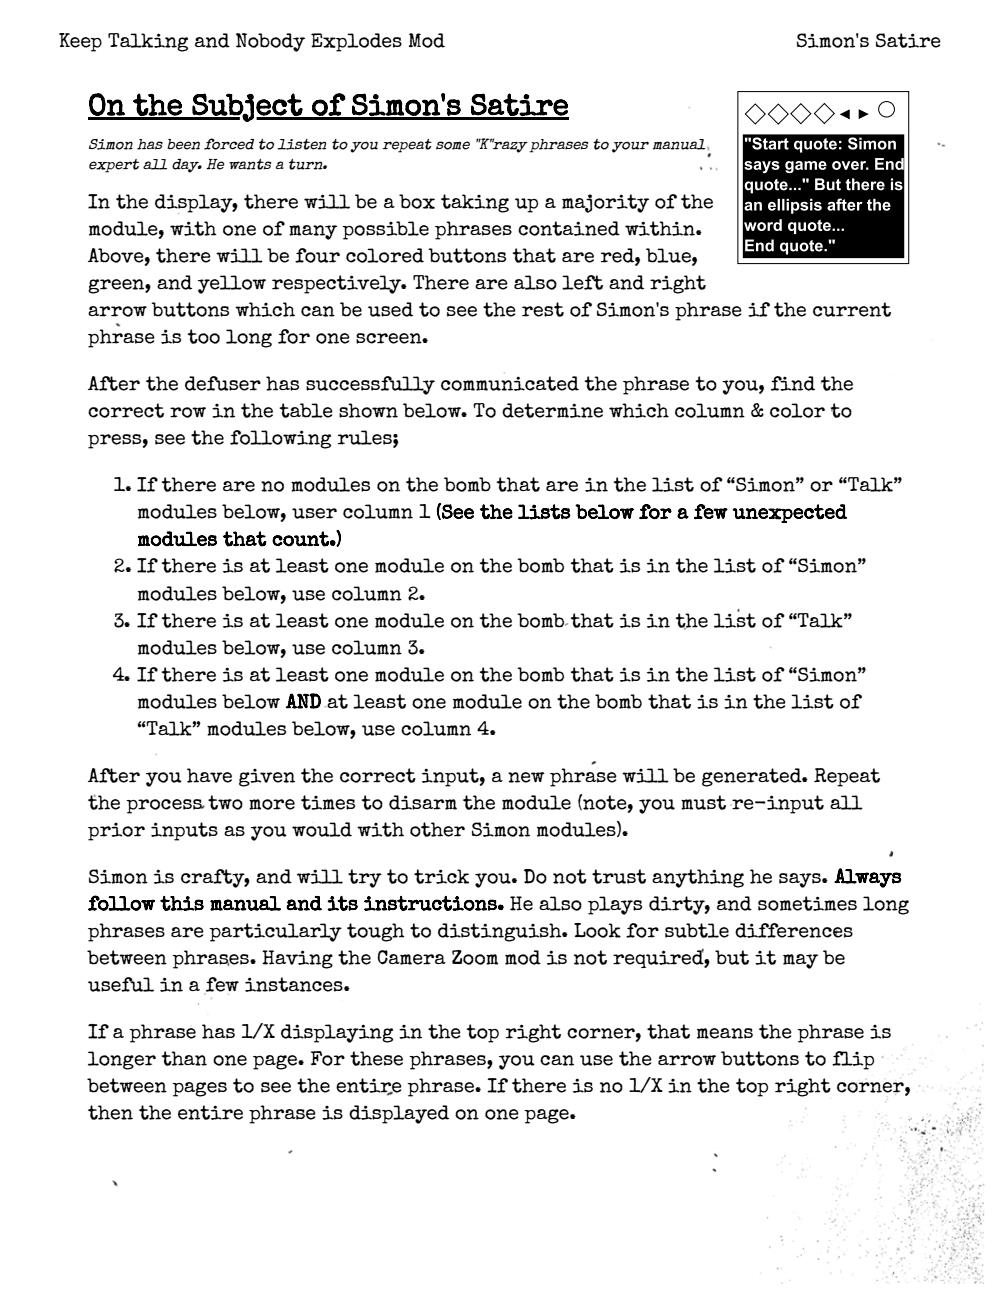 Keep Talking and Nobody Explodes Mod
Simon's Satire
On the Subject of Simon's Satire
Simon has been forced to listen to you repeat some "K"razy phrases to your manual
expert all day. He wants a turn.
"Start quote: Simon
says game over. End
quote..." But there is
an ellipsis after the
word quote...
End quote."
In the display, there will be a box taking up a majority of the
module, with one of many possible phrases contained within.
Above, there will be four colored buttons that are red, blue,
green, and yellow respectively. There are also left and right
arrow buttons which can be used to see the rest of Simon's phrase if the current
phrase is too long for one screen.
After the defuser has successfully communicated the phrase to you, find the
correct row in the table shown below. To determine which column & color to
press, see the following rules;
1. If there are no modules on the bomb that are in the list of “Simon” or “Talk”
modules below, user column 1 (See the lists below for a few unexpected
modules that count.)
2. If there is at least one module on the bomb that is in the list of “Simon”
modules below, use column 2.
3. If there is at least one module on the bomb that is in the list of “Talk”
modules below, use column 3.
4. If there is at least one module on the bomb that is in the list of “Simon”
modules below AND at least one module on the bomb that is in the list of
“Talk” modules below, use column 4.
After you have given the correct input, a new phrase will be generated. Repeat
the process two more times to disarm the module (note, you must re-input all
prior inputs as you would with other Simon modules).
Simon is crafty, and will try to trick you. Do not trust anything he says. Always
follow this manual and its instructions. He also plays dirty, and sometimes long
phrases are particularly tough to distinguish. Look for subtle differences
between phrases. Having the Camera Zoom mod is not required, but it may be
useful in a few instances.
If a phrase has 1/X displaying in the top right corner, that means the phrase is
longer than one page. For these phrases, you can use the arrow buttons to flip
between pages to see the entire phrase. If there is no 1/X in the top right corner,
then the entire phrase is displayed on one page.